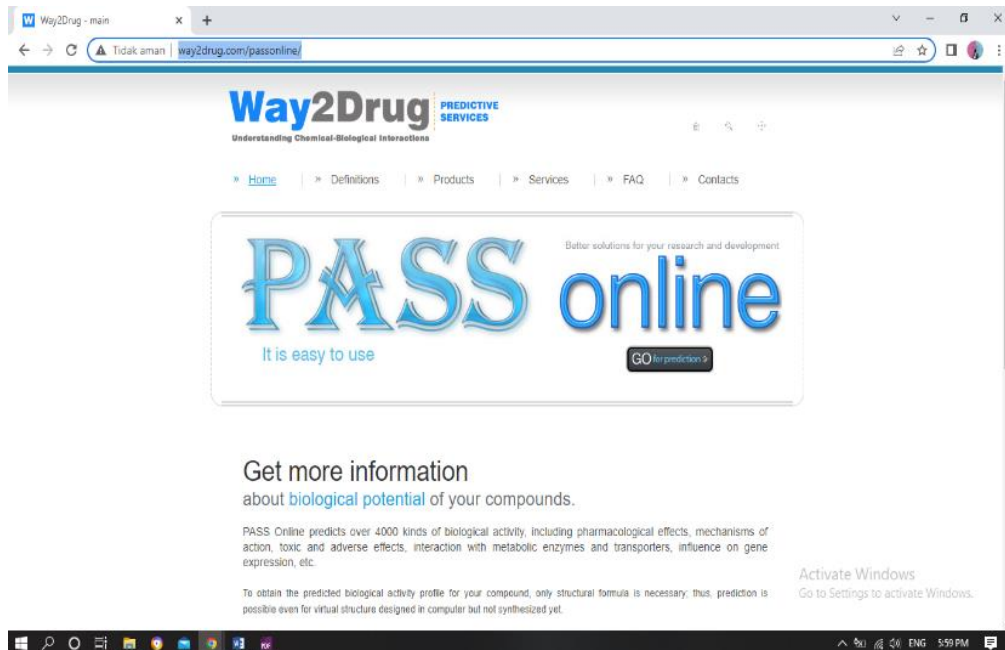 Way2Drug - main
Tidak aman | way2drug.com/passonline/
Way2Drug PREDICTIVE SERVICES
Understanding Chemical-Biological Interactions
» Home » Definitions » Products » Services » FAQ » Contacts
PASS online
Better solutions for your research and development
It is easy to use
GO for prediction »
Get more information
about biological potential of your compounds.
PASS Online predicts over 4000 kinds of biological activity, including pharmacological effects, mechanisms of
action, toxic and adverse effects, interaction with metabolic enzymes and transporters, influence on gene
expression, etc.
To obtain the predicted biological activity profile for your compound, only structural formula is necessary; thus, prediction is
possible even for virtual structure designed in computer but not synthesized yet.
Activate Windows
Go to Settings to activate Windows.
ENG 5:59 PM